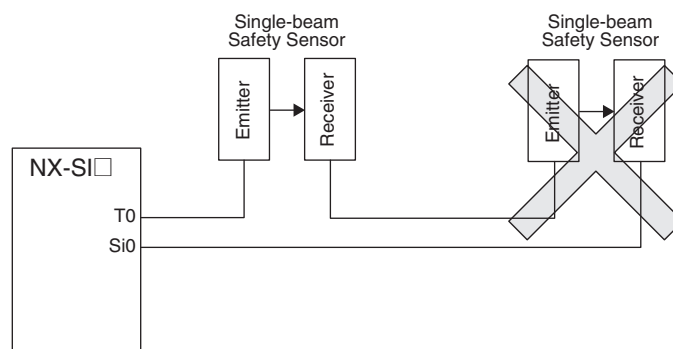 Single-beam
Safety Sensor
Single-beam
Safety Sensor
Emitter
Receiver
Emitter
Receiver
NX-SI□
T0
Si0